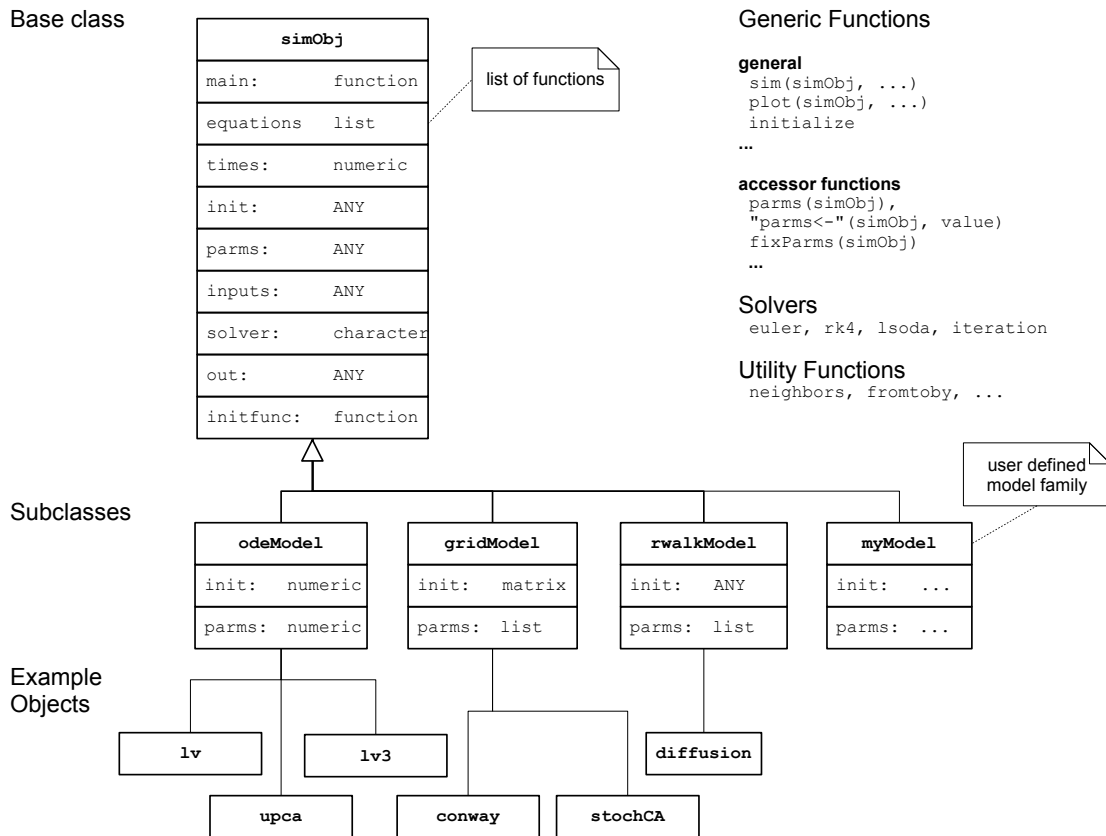 Base class
simObj
main: function
equations list
times: numeric
init: ANY
parms: ANY
inputs: ANY
solver: character
out: ANY
initfunc: function
list of functions
Generic Functions
general
sim(simObj, ...)
plot(simObj, ...)
initialize
...
accessor functions
parms(simObj),
"parms<-"(simObj, value)
fixParms(simObj)
...
Solvers
euler, rk4, lsoda, iteration
Utility Functions
neighbors, fromtoby, ...
user defined
model family
Subclasses
odeModel
init: numeric
parms: numeric
gridModel
init: matrix
parms: list
rwalkModel
init: ANY
parms: list
myModel
init: ...
parms: ...
Example
Objects
lv
lv3
diffusion
upca
conway
stochCA